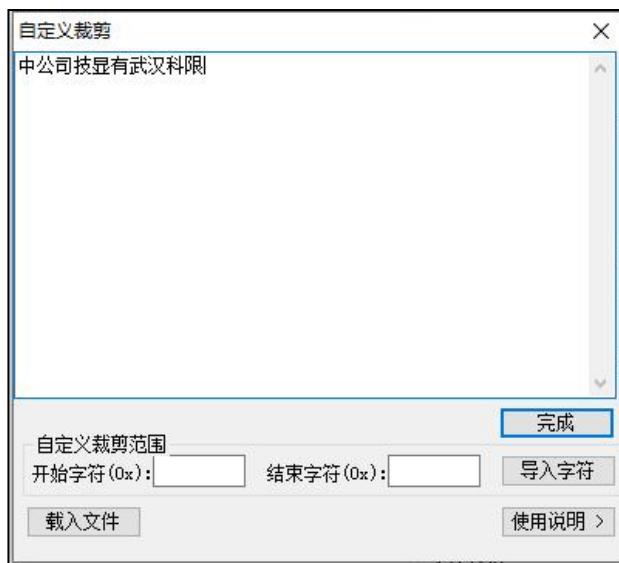 自定义裁剪
中公司技显有武汉科限
完成
自定义裁剪范围
开始字符(0x): 结束字符(0x): 导入字符
载入文件 使用说明 >